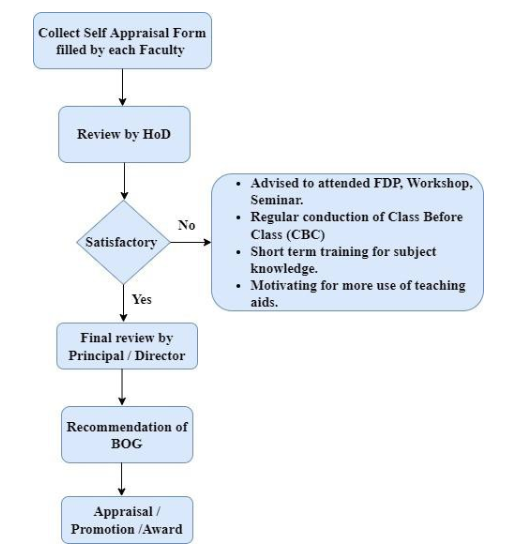 Collect Self Appraisal Form
filled by each Faculty
Review by HoD
Satisfactory
No
• Advised to attended FDP, Workshop,
Seminar.
• Regular conduction of Class Before
Class (CBC)
• Short term training for subject
knowledge.
• Motivating for more use of teaching
aids.
Yes
Final review by
Principal / Director
Recommendation of
BOG
Appraisal /
Promotion /Award